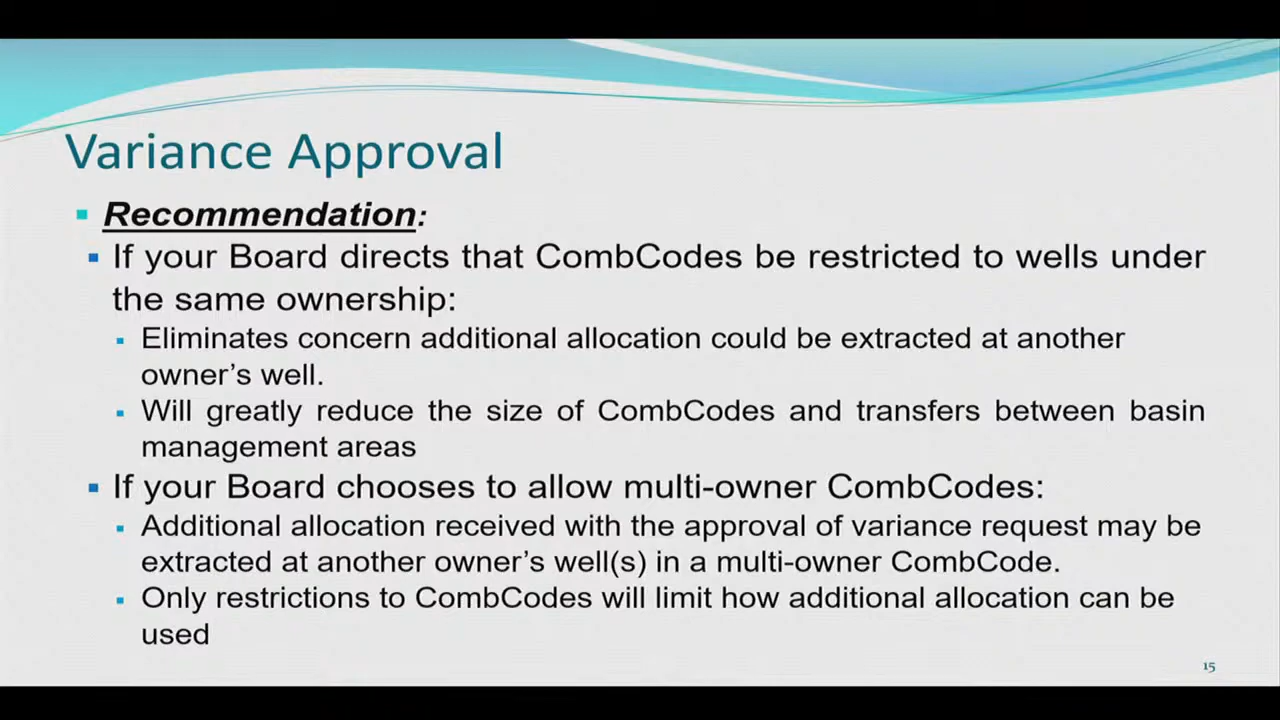 Variance Approval
Recommendation:
If your Board directs that CombCodes be restricted to wells under
the same ownership:
Eliminates concern additional allocation could be extracted at another
owner’s well.
Will greatly reduce the size of CombCodes and transfers between basin
management areas
If your Board chooses to allow multi-owner CombCodes:
Additional allocation received with the approval of variance request may be
extracted at another owner’s well(s) in a multi-owner CombCode.
Only restrictions to CombCodes will limit how additional allocation can be
used
15